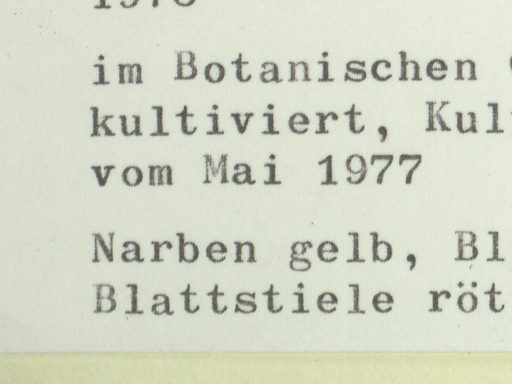 im Botanischen
kultiviert, Kul
vom Mai 1977
Narben gelb, Bl
Blattstiele röt